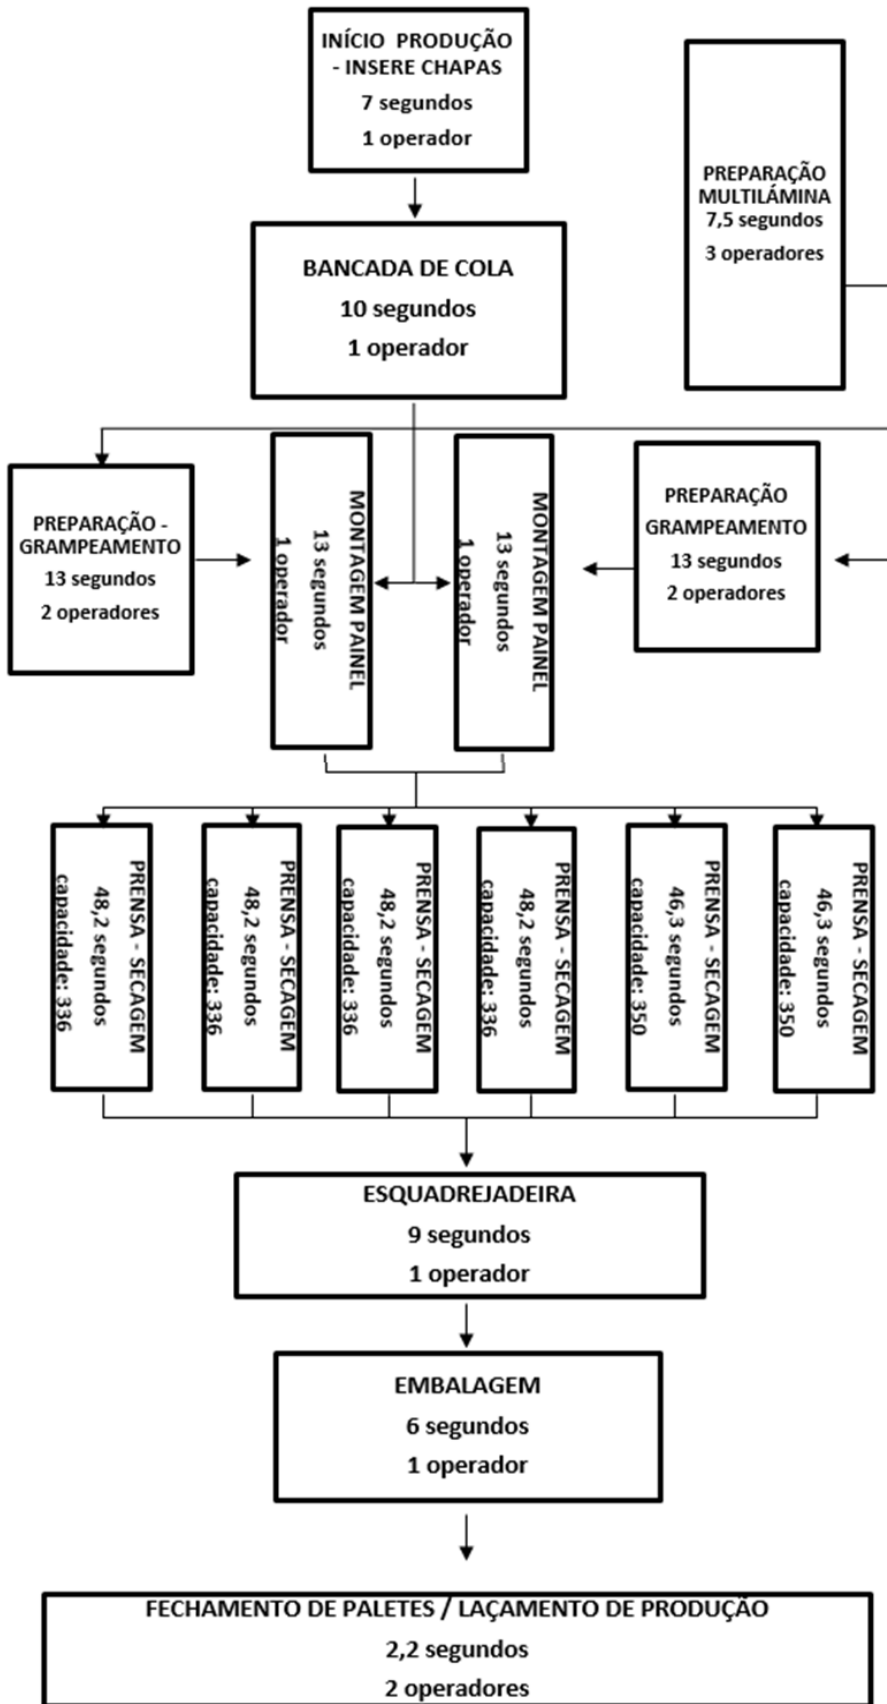 INÍCIO PRODUÇÃO
- INSERE CHAPAS
7 segundos
1 operador
PREPARAÇÃO
MULTILÁMINA
7,5 segundos
3 operadores
BANCADA DE COLA
10 segundos
1 operador
PREPARAÇÃO -
GRAMPEAMENTO
13 segundos
2 operadores
MONTAGEM PAINEL
13 segundos
1 operador
MONTAGEM PAINEL
13 segundos
1 operador
PREPARAÇÃO
GRAMPEAMENTO
13 segundos
2 operadores
PRENSA - SECAGEM
48,2 segundos
capacidade: 336
PRENSA - SECAGEM
48,2 segundos
capacidade: 336
PRENSA - SECAGEM
48,2 segundos
capacidade: 336
PRENSA - SECAGEM
48,2 segundos
capacidade: 336
PRENSA - SECAGEM
46,3 segundos
capacidade: 350
PRENSA - SECAGEM
46,3 segundos
capacidade: 350
ESQUADREJADEIRA
9 segundos
1 operador
EMBALAGEM
6 segundos
1 operador
FECHAMENTO DE PALETES / LAÇAMENTO DE PRODUÇÃO
2,2 segundos
2 operadores